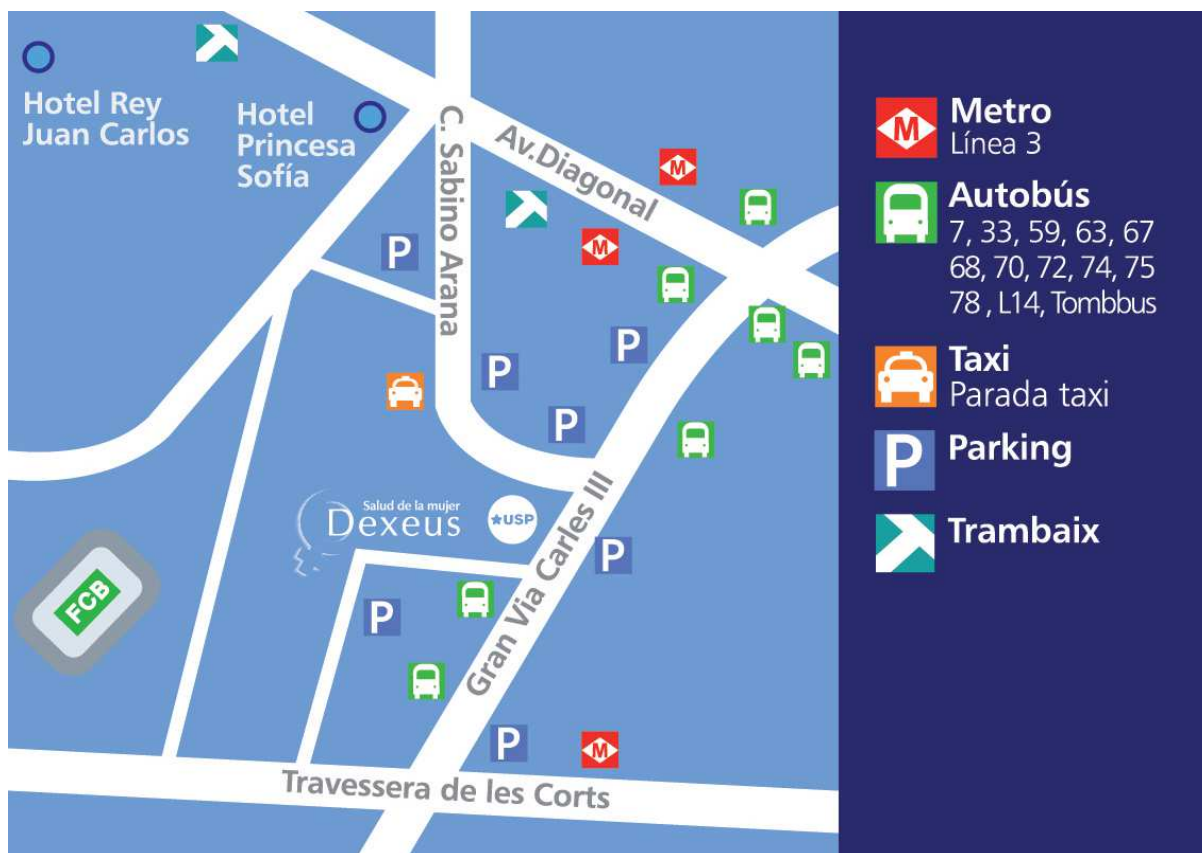 Hotel Rey
Juan Carlos
Hotel
Princesa
Sofía
C. Sabino Arana
Av.Diagonal
M
M
P
P
P
P
Salud de la mujer
Dexeus
USP
Gran Via Carles III
P
FCB
P
P
M
Travessera de les Corts
M
Metro
Línea 3
Autobús
7, 33, 59, 63, 67
68, 70, 72, 74, 75
78 , L14, Tombbus
Taxi
Parada taxi
P
Parking
Trambaix